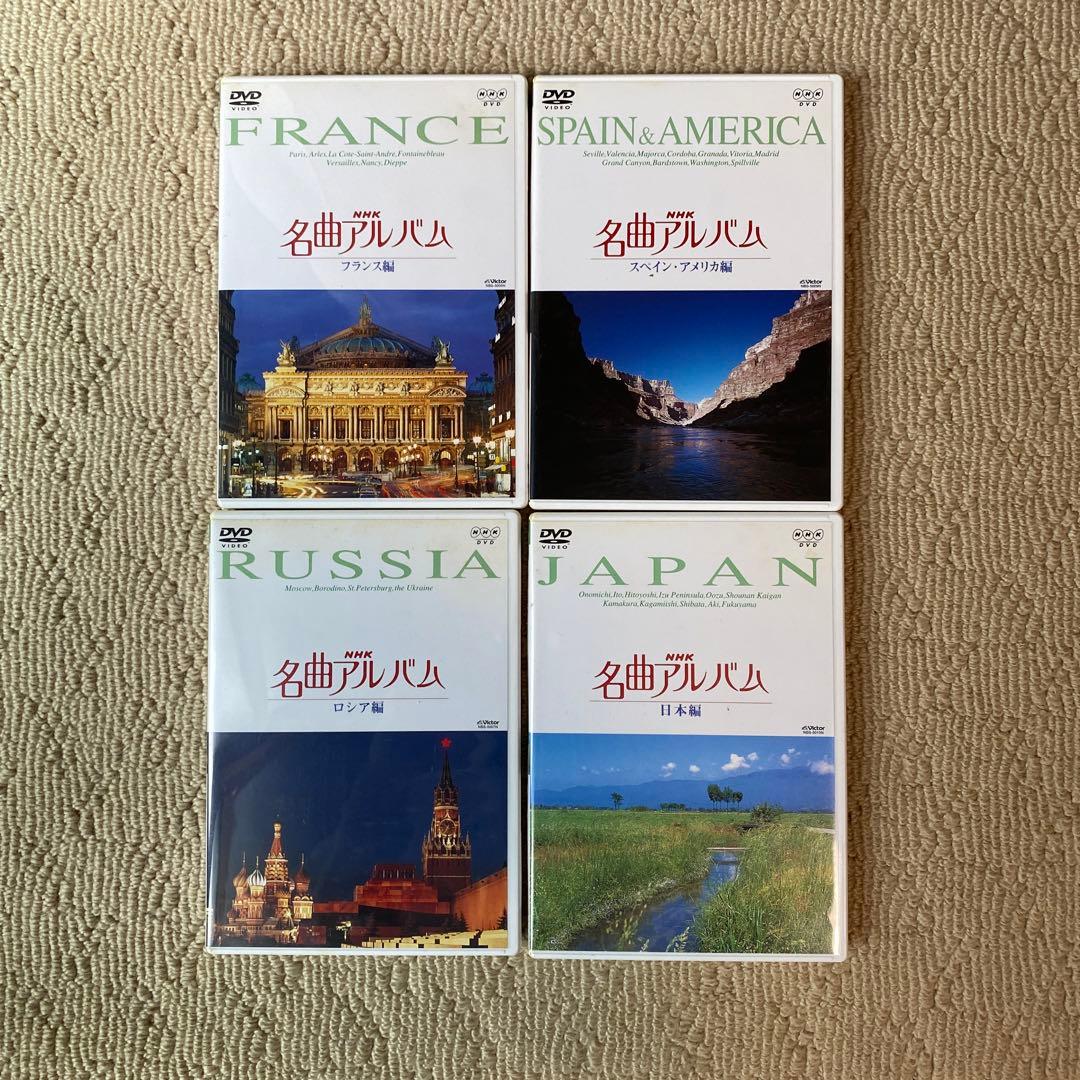 DVD
VIDEO
NHK
DVD
FRANCE
Paris,Arles,La Cote-Saint-Andre,Fontainebleau
Versailles,Nancy,Dieppe
NHK
名曲アルバム
フランス編
Victor
DVD
VIDEO
NHK
DVD
SPAIN&AMERICA
Seville,Valencia,Majorca,Cordoba,Granada,Vitoria,Madrid
Grand Canyon,Bardstown,Washington,Spillville
NHK
名曲アルバム
スペイン・アメリカ編
Victor
DVD
VIDEO
NHK
DVD
RUSSIA
Moscow,Borodino,St.Petersburg,the Ukraine
NHK
名曲アルバム
ロシア編
Victor
DVD
VIDEO
NHK
DVD
JAPAN
Onomichi,Ito,Hitoyoshi,Izu Peninsula,Oozu,Shounan Kaigan
Kamakura,Kagamiishi,Shibata,Aki,Fukuyama
NHK
名曲アルバム
日本編
Victor